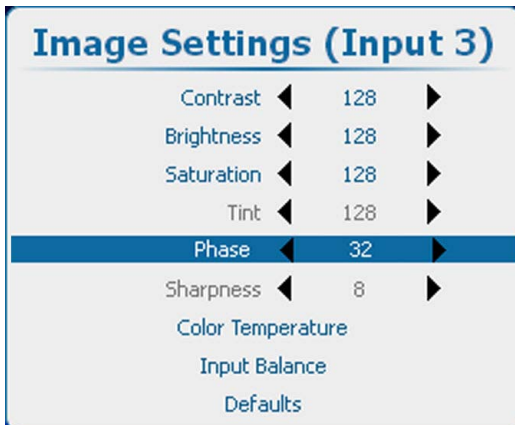 Image Settings (Input 3)
Contrast 128
Brightness 128
Saturation 128
Tint 128
Phase 32
Sharpness 8
Color Temperature
Input Balance
Defaults